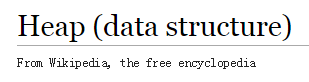 Heap (data structure)
From Wikipedia, the free encyclopedia